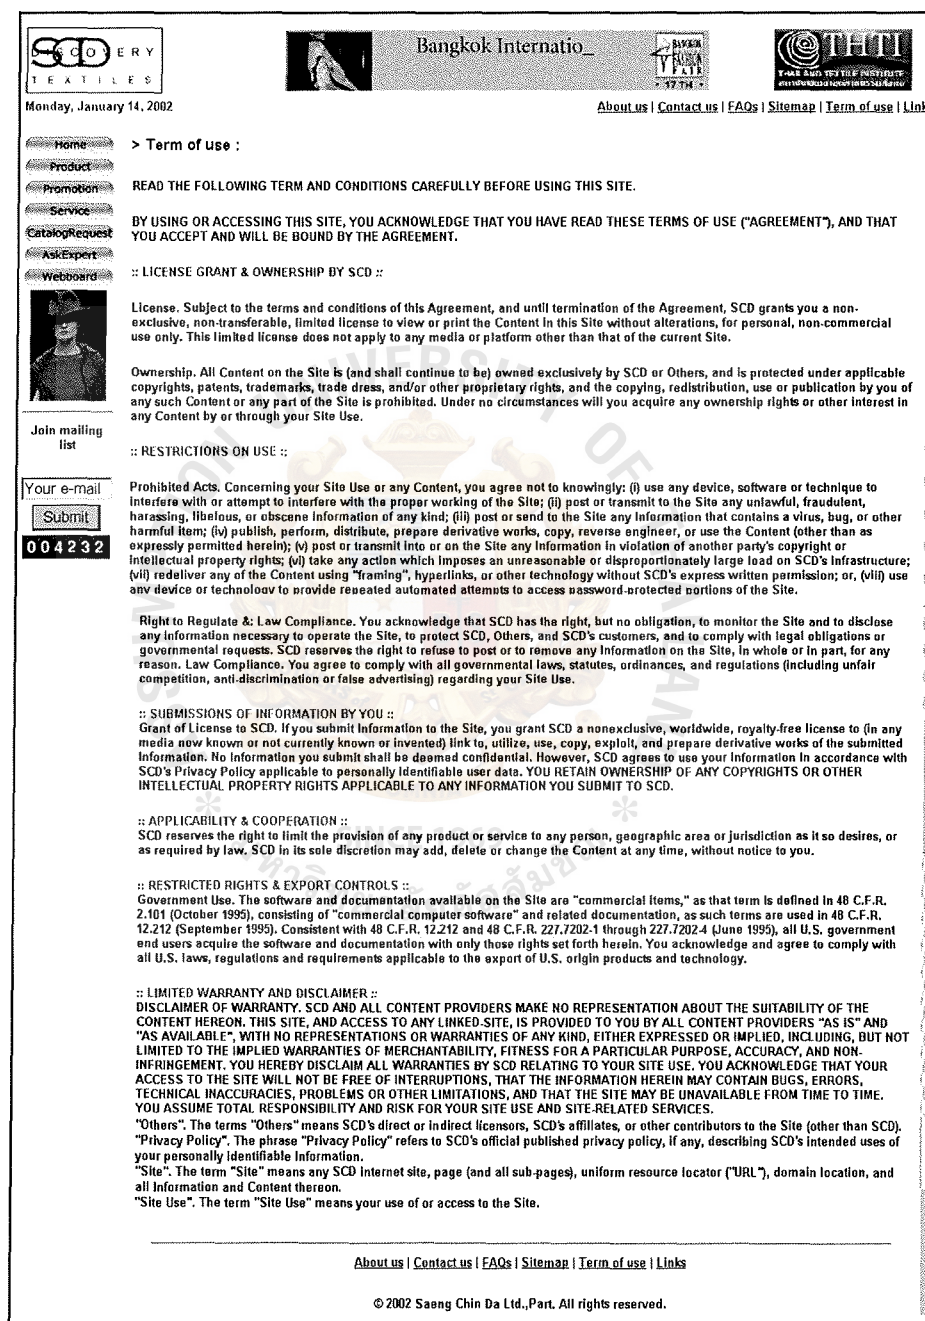 SCD
DISCOVERY
TEXTILES
Bangkok Internatio_
BANGKOK
FASHION
FAIR
17 TH
THTI
THAILAND TEXTILE INSTITUTE
Monday, January 14, 2002
About us | Contact us | FAQs | Sitemap | Term of use | Link
Home
Product
Promotion
Service
CatalogRequest
AskExpert
Webboard
Join mailing
list
Your e-mail
Submit
004232
> Term of use :
READ THE FOLLOWING TERM AND CONDITIONS CAREFULLY BEFORE USING THIS SITE.
BY USING OR ACCESSING THIS SITE, YOU ACKNOWLEDGE THAT YOU HAVE READ THESE TERMS OF USE ("AGREEMENT"), AND THAT
YOU ACCEPT AND WILL BE BOUND BY THE AGREEMENT.
:: LICENSE GRANT & OWNERSHIP BY SCD ::
License. Subject to the terms and conditions of this Agreement, and until termination of the Agreement, SCD grants you a non-
exclusive, non-transferable, limited license to view or print the Content in this Site without alterations, for personal, non-commercial
use only. This limited license does not apply to any media or platform other than that of the current Site.
Ownership. All Content on the Site is (and shall continue to be) owned exclusively by SCD or Others, and is protected under applicable
copyrights, patents, trademarks, trade dress, and/or other proprietary rights, and the copying, redistribution, use or publication by you of
any such Content or any part of the Site is prohibited. Under no circumstances will you acquire any ownership rights or other interest in
any Content by or through your Site Use.
:: RESTRICTIONS ON USE ::
Prohibited Acts. Concerning your Site Use or any Content, you agree not to knowingly: (i) use any device, software or technique to
interfere with or attempt to interfere with the proper working of the Site; (ii) post or transmit to the Site any unlawful, fraudulent,
harassing, libelous, or obscene Information of any kind; (iii) post or send to the Site any Information that contains a virus, bug, or other
harmful item; (iv) publish, perform, distribute, prepare derivative works, copy, reverse engineer, or use the Content (other than as
expressly permitted herein); (v) post or transmit into or on the Site any Information in violation of another party's copyright or
intellectual property rights; (vi) take any action which imposes an unreasonable or disproportionately large load on SCD's Infrastructure;
(vii) redeliver any of the Content using "framing", hyperlinks, or other technology without SCD's express written permission; or, (viii) use
any device or technology to provide repeated automated attempts to access password-protected portions of the Site.
Right to Regulate &: Law Compliance. You acknowledge that SCD has the right, but no obligation, to monitor the Site and to disclose
any Information necessary to operate the Site, to protect SCD, Others, and SCD's customers, and to comply with legal obligations or
governmental requests. SCD reserves the right to refuse to post or to remove any Information on the Site, in whole or in part, for any
reason. Law Compliance. You agree to comply with all governmental laws, statutes, ordinances, and regulations (including unfair
competition, anti-discrimination or false advertising) regarding your Site Use.
:: SUBMISSIONS OF INFORMATION BY YOU ::
Grant of License to SCD. If you submit Information to the Site, you grant SCD a nonexclusive, worldwide, royalty-free license to (in any
media now known or not currently known or invented) link to, utilize, use, copy, exploit, and prepare derivative works of the submitted
Information. No Information you submit shall be deemed confidential. However, SCD agrees to use your Information in accordance with
SCD's Privacy Policy applicable to personally identifiable user data. YOU RETAIN OWNERSHIP OF ANY COPYRIGHTS OR OTHER
INTELLECTUAL PROPERTY RIGHTS APPLICABLE TO ANY INFORMATION YOU SUBMIT TO SCD.
:: APPLICABILITY & COOPERATION ::
SCD reserves the right to limit the provision of any product or service to any person, geographic area or jurisdiction as it so desires, or
as required by law. SCD in its sole discretion may add, delete or change the Content at any time, without notice to you.
:: RESTRICTED RIGHTS & EXPORT CONTROLS ::
Government Use. The software and documentation available on the Site are "commercial items," as that term is defined in 48 C.F.R.
2.101 (October 1995), consisting of "commercial computer software" and related documentation, as such terms are used in 48 C.F.R.
12.212 (September 1995). Consistent with 48 C.F.R. 12.212 and 48 C.F.R. 227.7202-1 through 227.7202-4 (June 1995), all U.S. government
end users acquire the software and documentation with only those rights set forth herein. You acknowledge and agree to comply with
all U.S. laws, regulations and requirements applicable to the export of U.S. origin products and technology.
:: LIMITED WARRANTY AND DISCLAIMER ::
DISCLAIMER OF WARRANTY. SCD AND ALL CONTENT PROVIDERS MAKE NO REPRESENTATION ABOUT THE SUITABILITY OF THE
CONTENT HEREON. THIS SITE, AND ACCESS TO ANY LINKED-SITE, IS PROVIDED TO YOU BY ALL CONTENT PROVIDERS "AS IS" AND
"AS AVAILABLE", WITH NO REPRESENTATIONS OR WARRANTIES OF ANY KIND, EITHER EXPRESSED OR IMPLIED, INCLUDING, BUT NOT
LIMITED TO THE IMPLIED WARRANTIES OF MERCHANTABILITY, FITNESS FOR A PARTICULAR PURPOSE, ACCURACY, AND NON-
INFRINGEMENT. YOU HEREBY DISCLAIM ALL WARRANTIES BY SCD RELATING TO YOUR SITE USE. YOU ACKNOWLEDGE THAT YOUR
ACCESS TO THE SITE WILL NOT BE FREE OF INTERRUPTIONS, THAT THE INFORMATION HEREIN MAY CONTAIN BUGS, ERRORS,
TECHNICAL INACCURACIES, PROBLEMS OR OTHER LIMITATIONS, AND THAT THE SITE MAY BE UNAVAILABLE FROM TIME TO TIME.
YOU ASSUME TOTAL RESPONSIBILITY AND RISK FOR YOUR SITE USE AND SITE-RELATED SERVICES.
"Others". The terms "Others" means SCD's direct or indirect licensors, SCD's affiliates, or other contributors to the Site (other than SCD).
"Privacy Policy". The phrase "Privacy Policy" refers to SCD's official published privacy policy, if any, describing SCD's intended uses of
your personally Identifiable Information.
"Site". The term "Site" means any SCD internet site, page (and all sub-pages), uniform resource locator ("URL"), domain location, and
all Information and Content thereon.
"Site Use". The term "Site Use" means your use of or access to the Site.
About us | Contact us | FAQs | Sitemap | Term of use | Links
© 2002 Saeng Chin Da Ltd.,Part. All rights reserved.